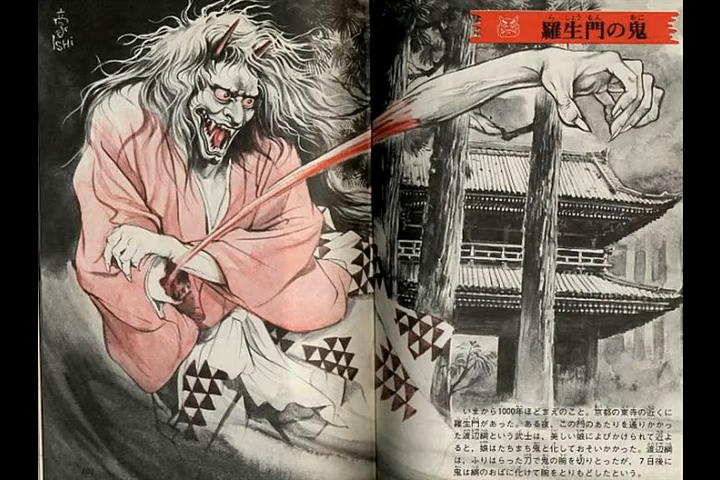 ISHI
羅生門の鬼
いまから1000年ほどまえのこと。京都の東寺の近くに
羅生門があった。ある夜、この門のあたりを通りかかっ
た渡辺綱という武士は、美しい娘によびかけられて近よ
ると、娘はたちまち鬼と化しておそいかかった。渡辺綱
は、ふりはらった刀で鬼の腕を切りとったが、7日後に
鬼は綱のおばに化けて腕をとりもどしたという。